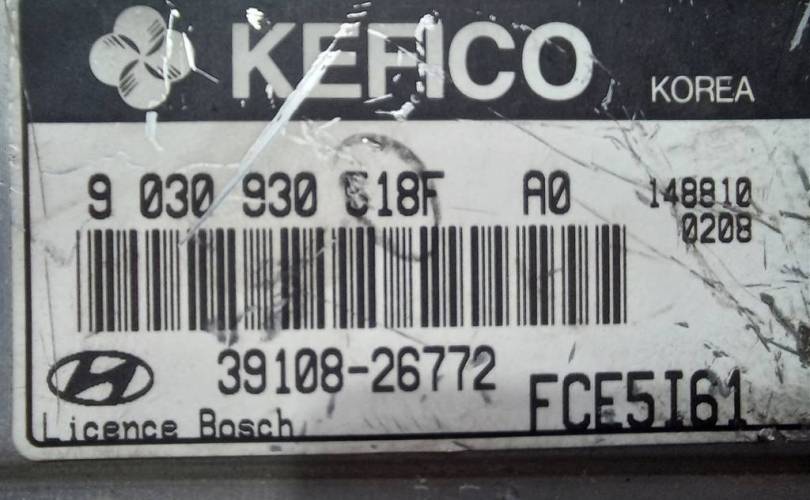 KEFICO KOREA
9 030 930 618F A0 148810
0208
39108-26772
FCE5I61
Licence Bosch